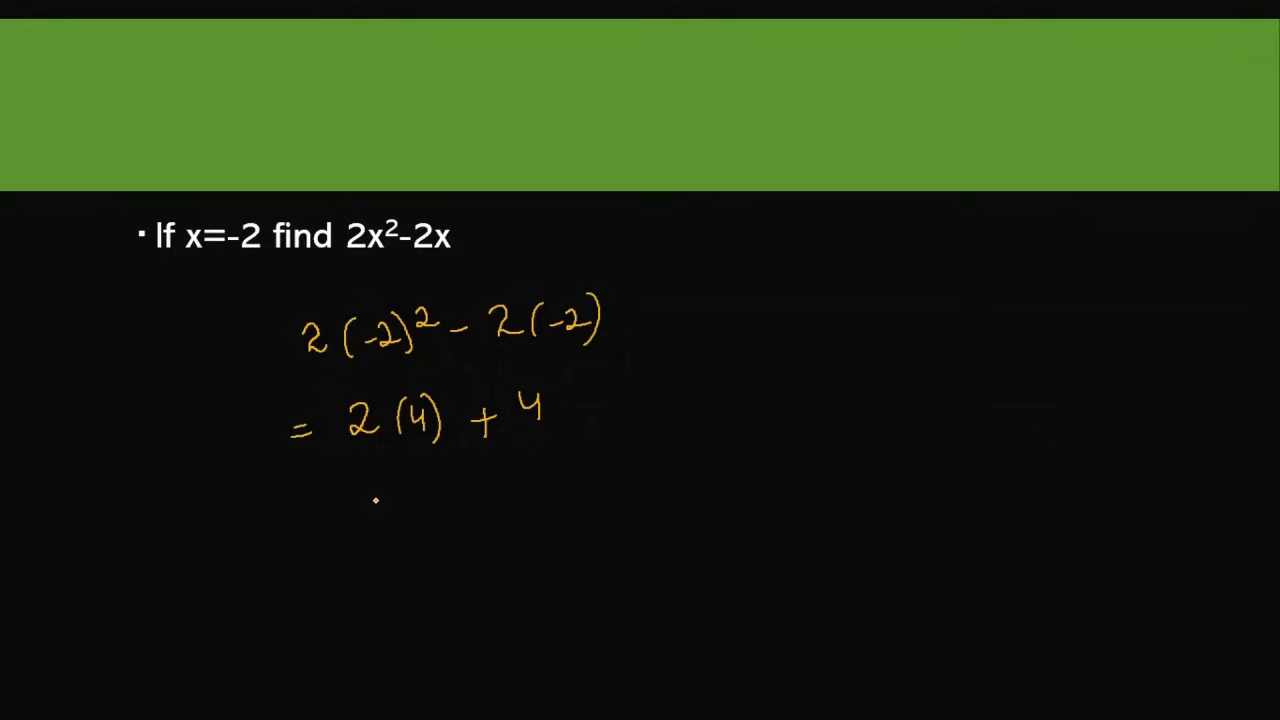 · If x=-2 find 2x²-2x
2(-2)² - 2(-2)
= 2(4) + 4